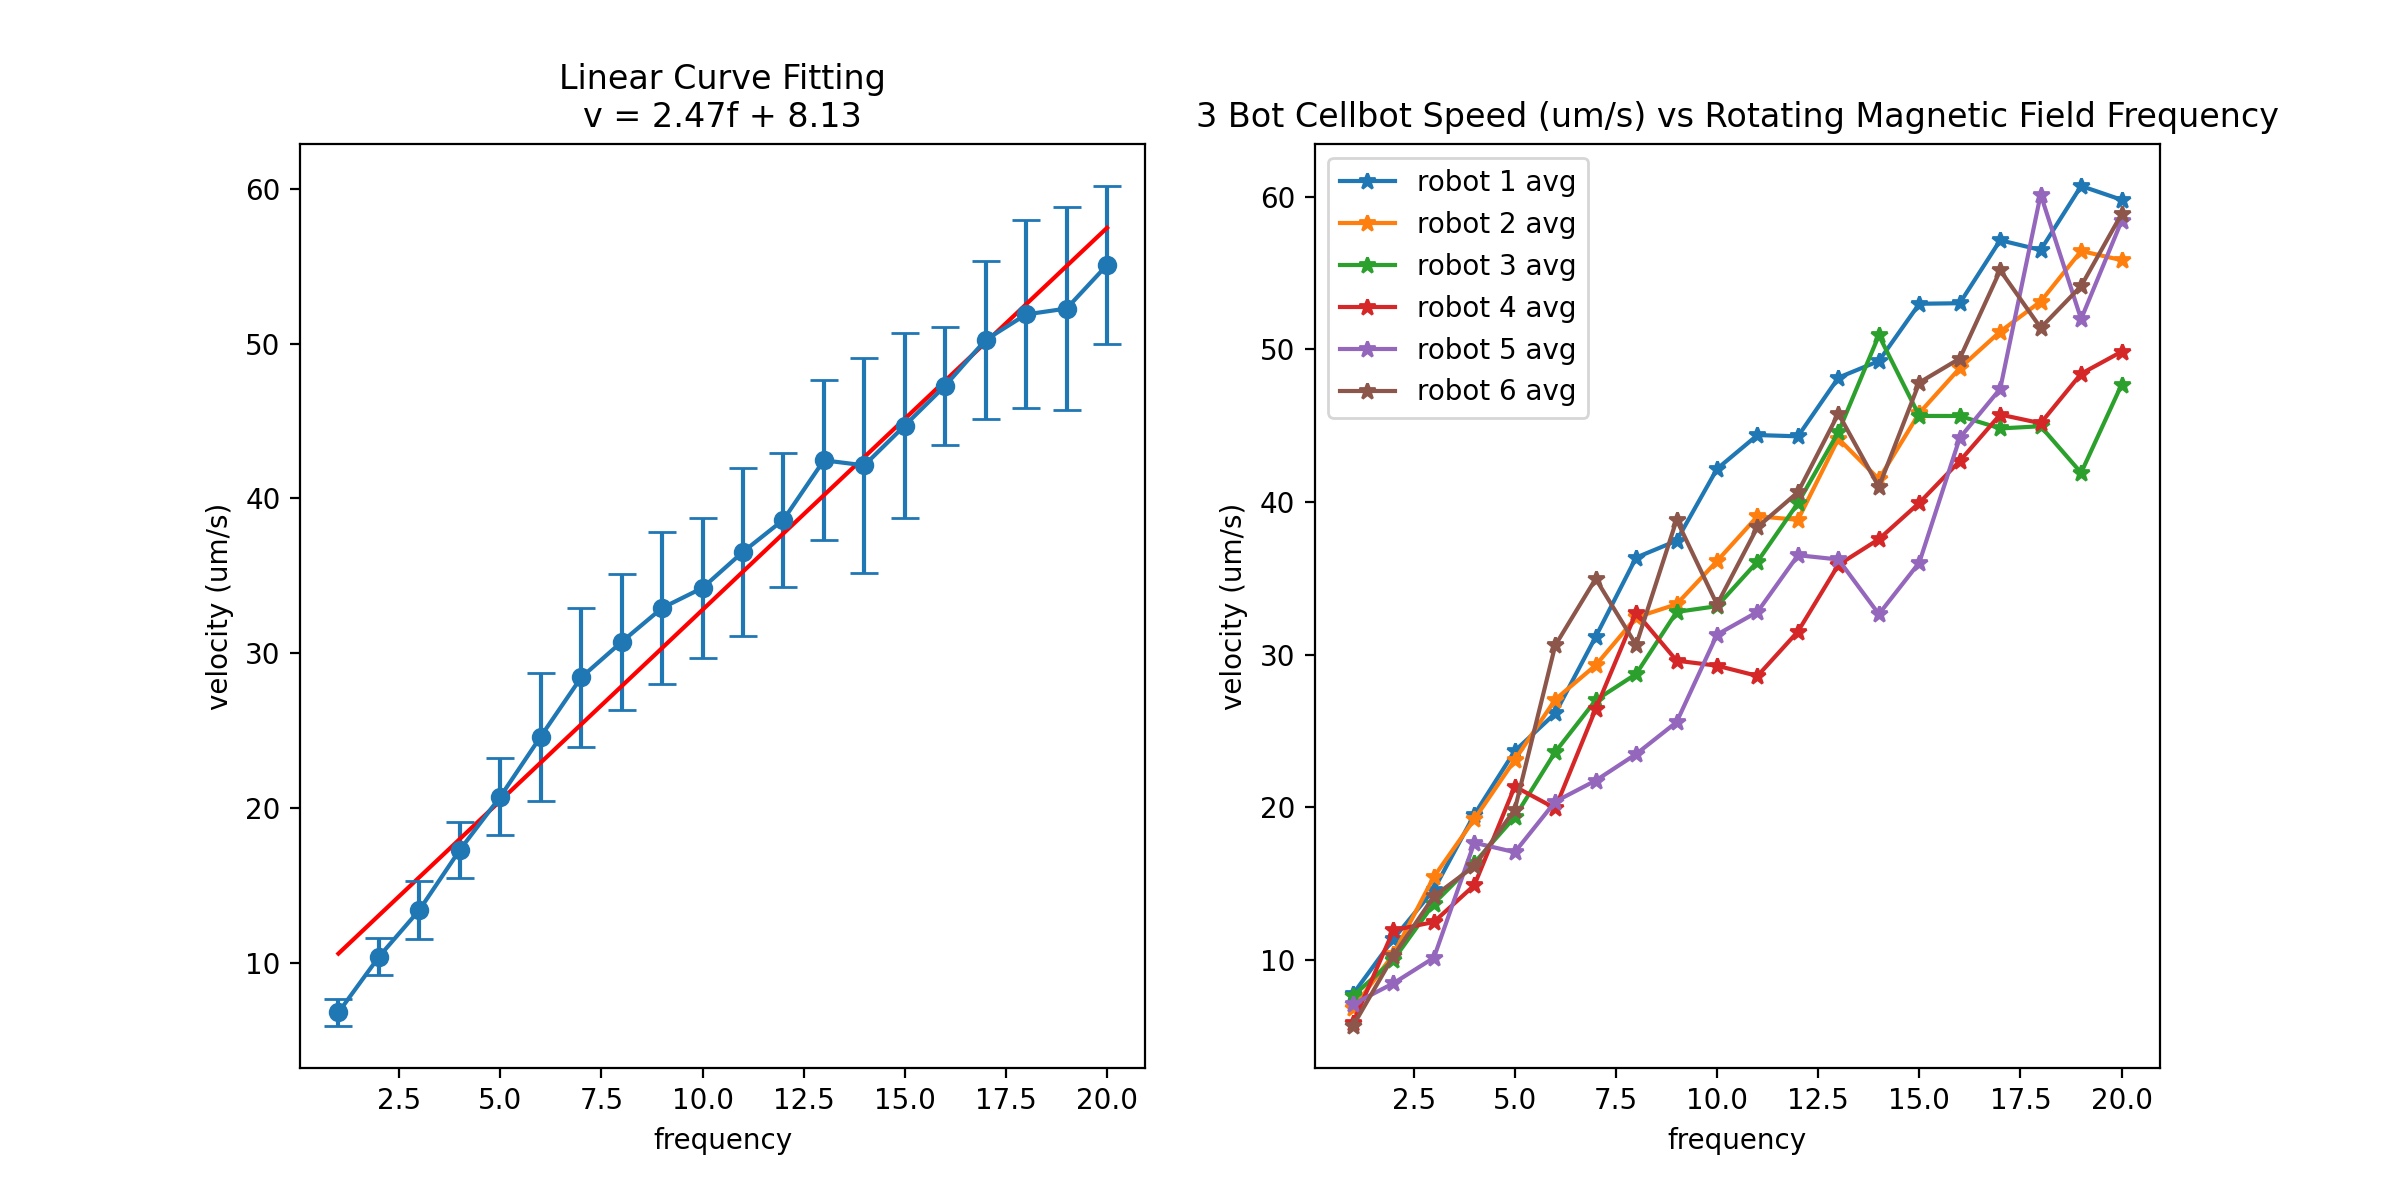 Linear Curve Fitting
v = 2.47f + 8.13
60
50
40
30
20
10
velocity (um/s)
2.5 5.0 7.5 10.0 12.5 15.0 17.5 20.0
frequency
3 Bot Cellbot Speed (um/s) vs Rotating Magnetic Field Frequency
robot 1 avg
robot 2 avg
robot 3 avg
robot 4 avg
robot 5 avg
robot 6 avg
60
50
40
30
20
10
velocity (um/s)
2.5 5.0 7.5 10.0 12.5 15.0 17.5 20.0
frequency